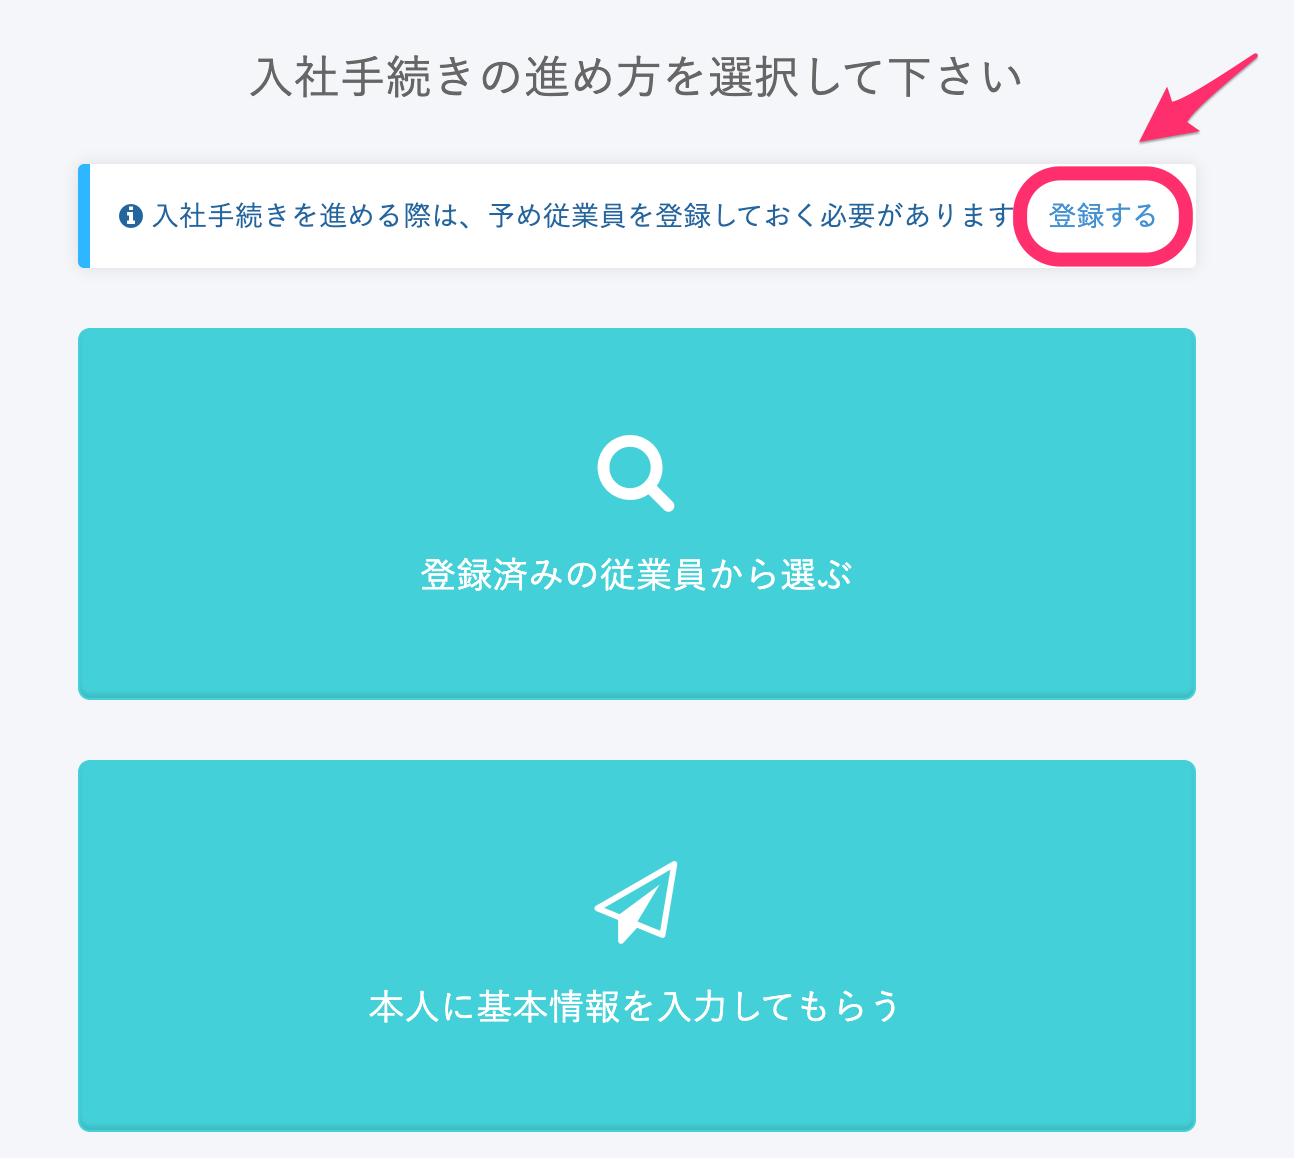 入社手続きの進め方を選択して下さい
入社手続きを進める際は、予め従業員を登録しておく必要があります 登録する
登録済みの従業員から選ぶ
本人に基本情報を入力してもらう